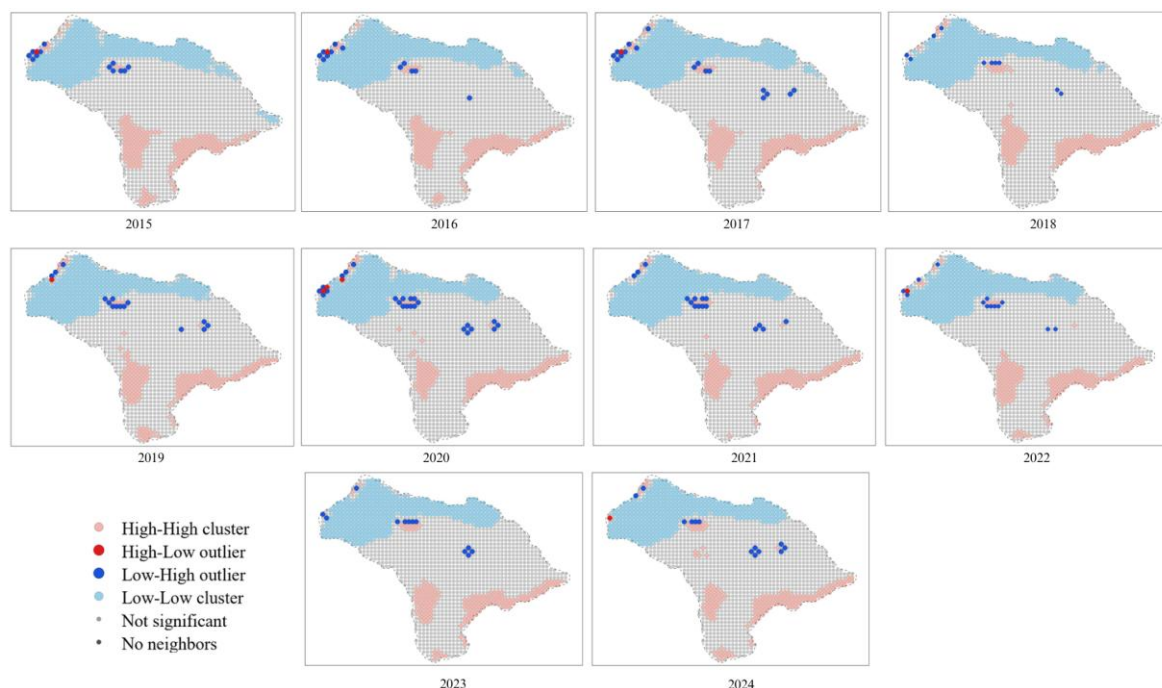 2015
2016
2017
2018
2019
2020
2021
2022
High-High cluster
High-Low outlier
Low-High outlier
Low-Low cluster
Not significant
No neighbors
2023
2024